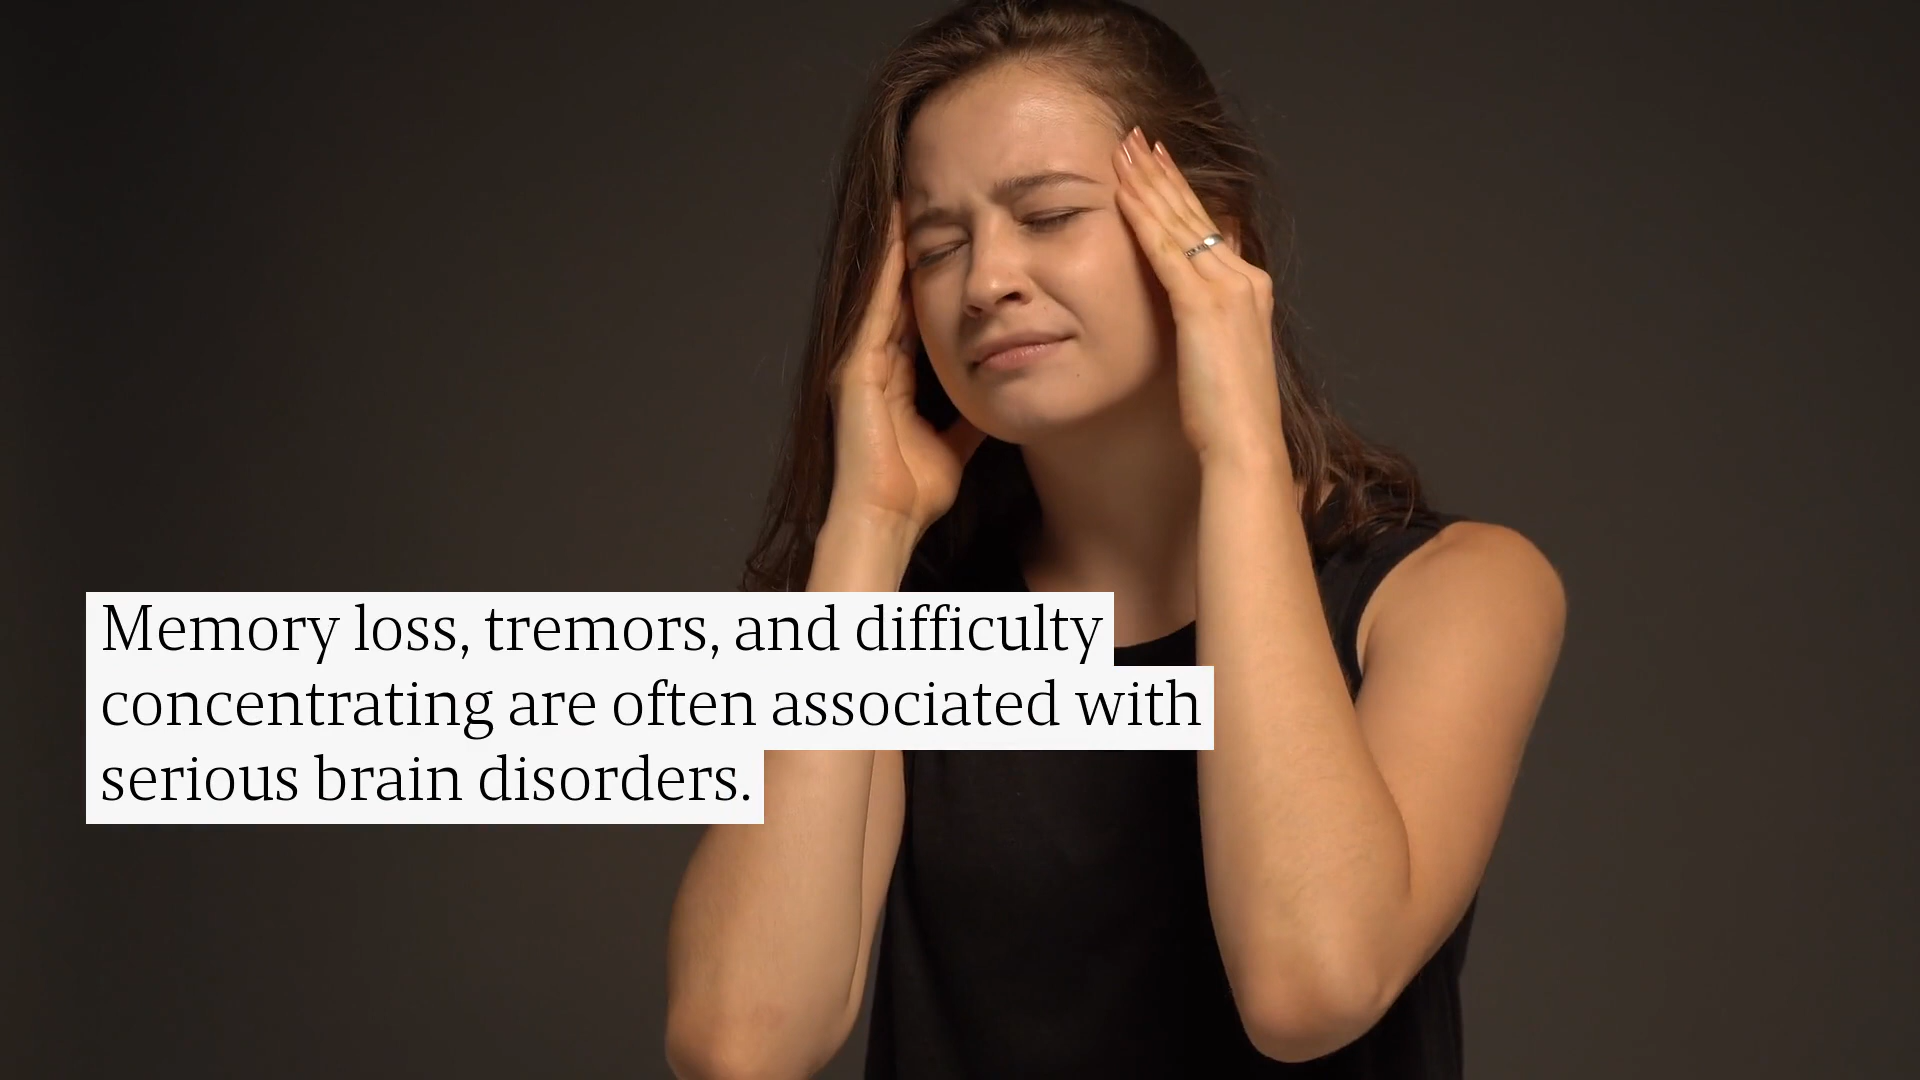 Memory loss, tremors, and difficulty
concentrating are often associated with
serious brain disorders.